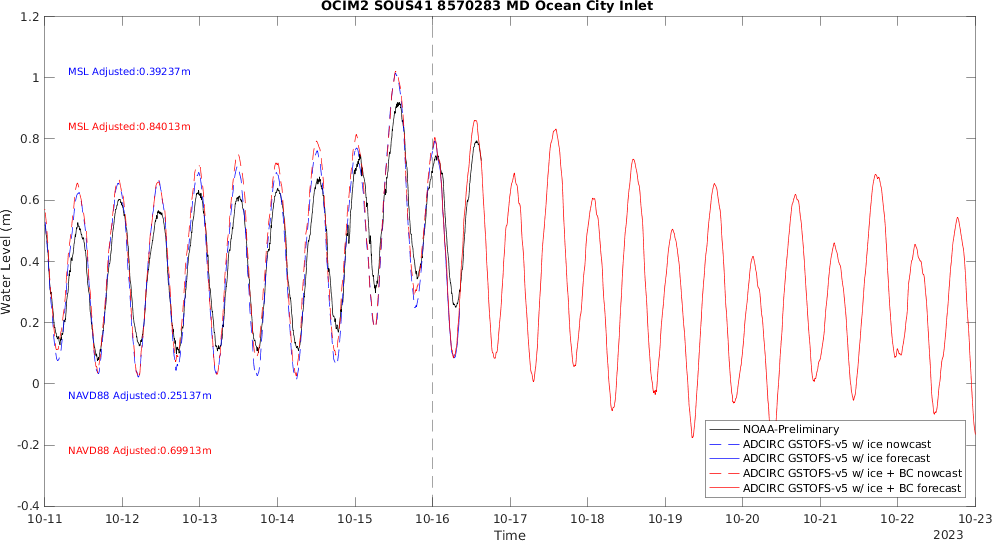 OCIM2 SOUS41 8570283 MD Ocean City Inlet
1.2
1
0.8
0.6
0.4
0.2
0
-0.2
-0.4
Water Level (m)
MSL Adjusted:0.39237m
MSL Adjusted:0.84013m
NAVD88 Adjusted:0.25137m
NAVD88 Adjusted:0.69913m
NOAA-Preliminary
ADCIRC GSTOFS-v5 w/ ice nowcast
ADCIRC GSTOFS-v5 w/ ice forecast
ADCIRC GSTOFS-v5 w/ ice + BC nowcast
ADCIRC GSTOFS-v5 w/ ice + BC forecast
10-11 10-12 10-13 10-14 10-15 10-16 10-17 10-18 10-19 10-20 10-21 10-22 10-23
Time
2023